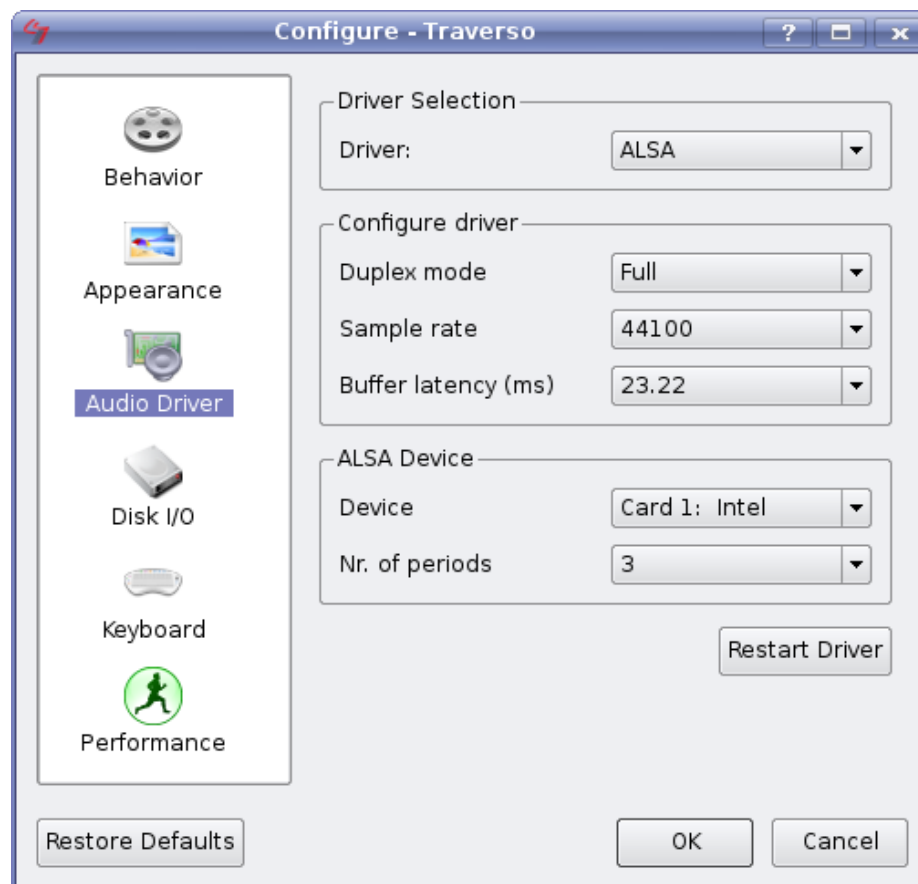 Configure - Traverso
Behavior
Appearance
Audio Driver
Disk I/O
Keyboard
Performance
Driver Selection
Driver: ALSA
Configure driver
Duplex mode Full
Sample rate 44100
Buffer latency (ms) 23.22
ALSA Device
Device Card 1: Intel
Nr. of periods 3
Restart Driver
Restore Defaults OK Cancel